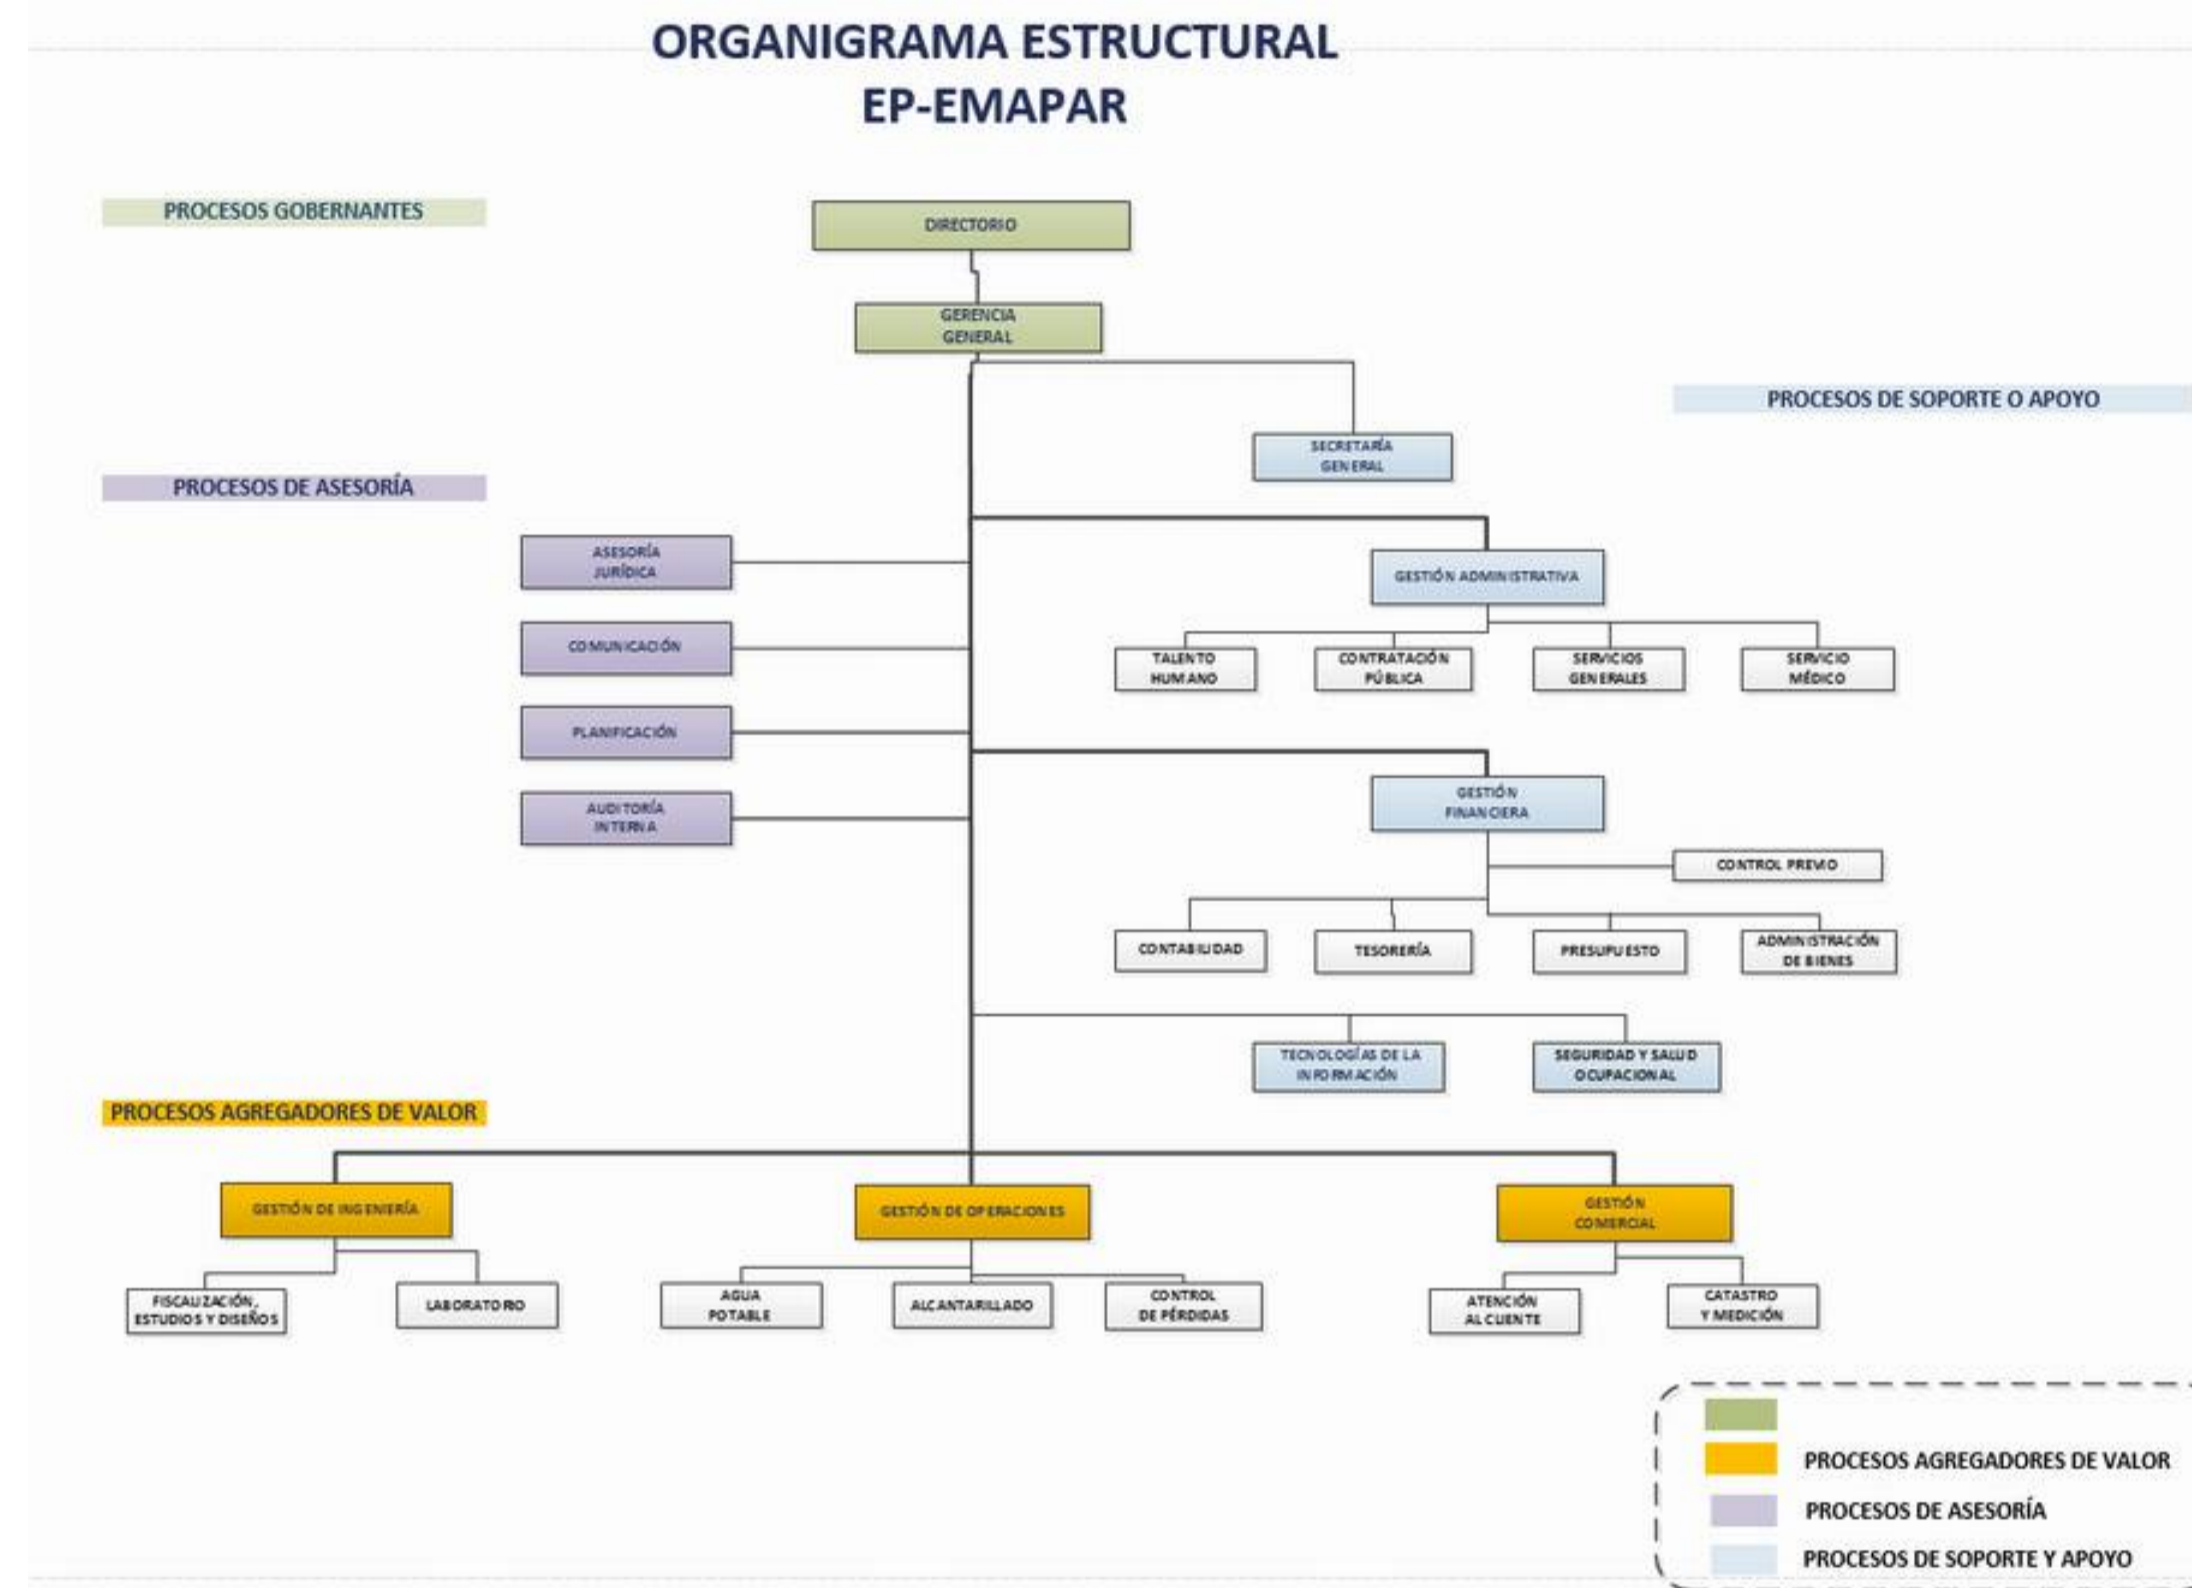 ORGANIGRAMA ESTRUCTURAL
EP-EMAPAR
PROCESOS GOBERNANTES
DIRECTORIO
GERENCIA
GENERAL
PROCESOS DE SOPORTE O APOYO
SECRETARÍA
GENERAL
PROCESOS DE ASESORÍA
ASESORÍA
JURÍDICA
COMUNICACIÓN
PLANIFICACIÓN
AUDITORÍA
INTERNA
GESTIÓN ADMINISTRATIVA
TALENTO
HUMANO
CONTRATACIÓN
PÚBLICA
SERVICIOS
GENERALES
SERVICIO
MÉDICO
GESTIÓN
FINANCIERA
CONTROL PREVIO
CONTABILIDAD
TESORERÍA
PRESUPUESTO
ADMINISTRACIÓN
DE BIENES
TECNOLOGÍAS DE LA
INFORMACIÓN
SEGURIDAD Y SALUD
OCUPACIONAL
PROCESOS AGREGADORES DE VALOR
GESTIÓN DE INGENIERÍA
FISCALIZACIÓN,
ESTUDIOS Y DISEÑOS
LABORATORIO
GESTIÓN DE OPERACIONES
AGUA
POTABLE
ALCANTARILLADO
CONTROL
DE PÉRDIDAS
GESTIÓN
COMERCIAL
ATENCIÓN
AL CLIENTE
CATASTRO
Y MEDICIÓN
PROCESOS AGREGADORES DE VALOR
PROCESOS DE ASESORÍA
PROCESOS DE SOPORTE Y APOYO